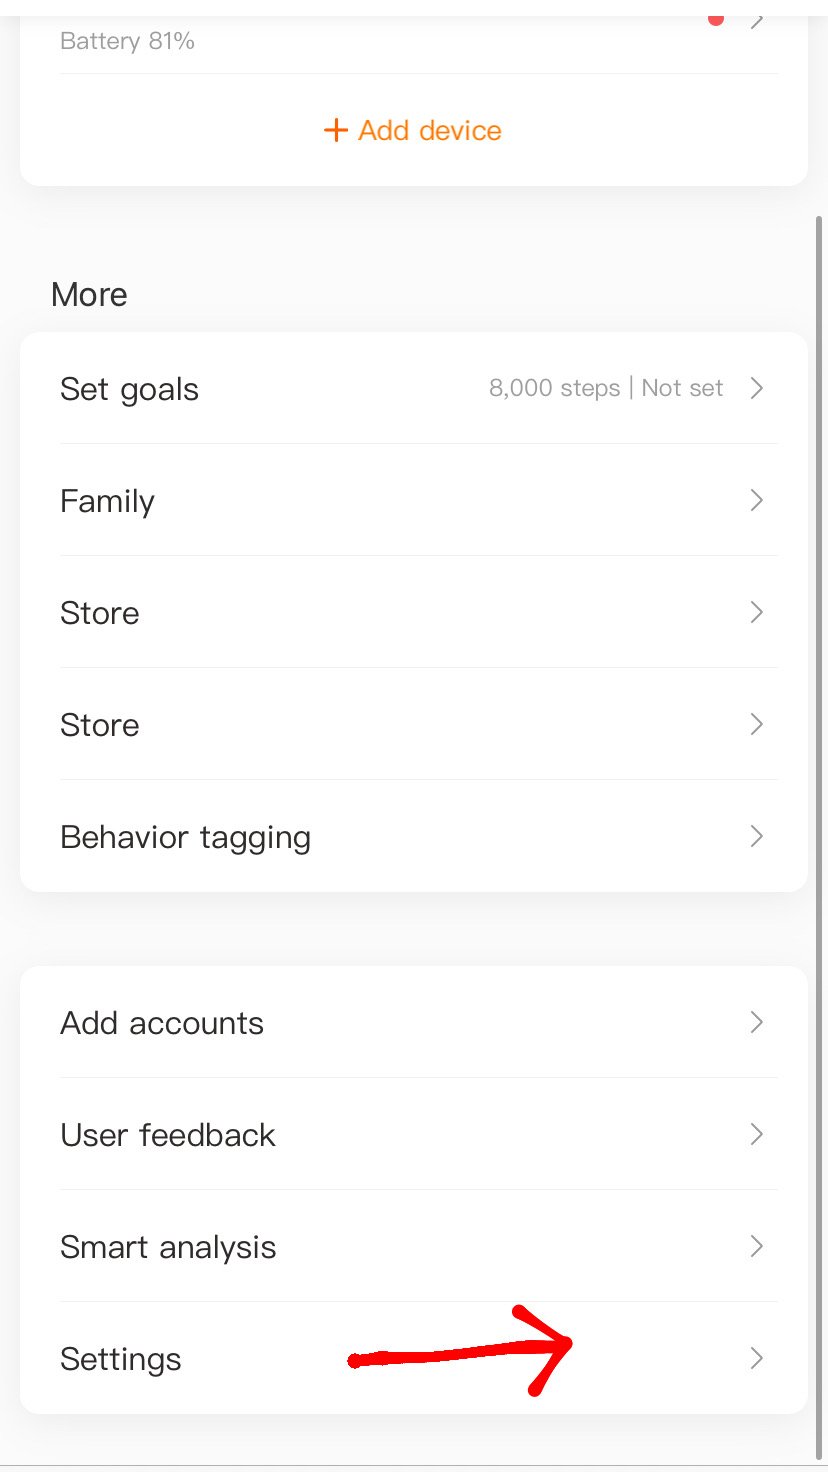 Battery 81%
+ Add device
More
Set goals 8,000 steps | Not set
Family
Store
Store
Behavior tagging
Add accounts
User feedback
Smart analysis
Settings